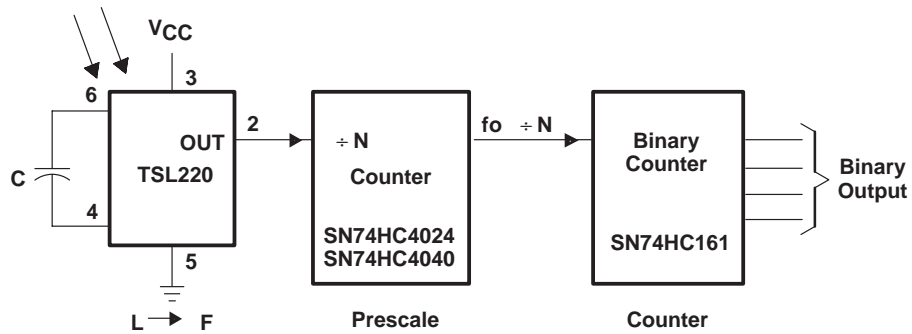 VCC
3
6
OUT
2
TSL220
C
4
5
L F
÷ N
Counter
SN74HC4024
SN74HC4040
Prescale
fo ÷ N
Binary
Counter
SN74HC161
Counter
Binary
Output